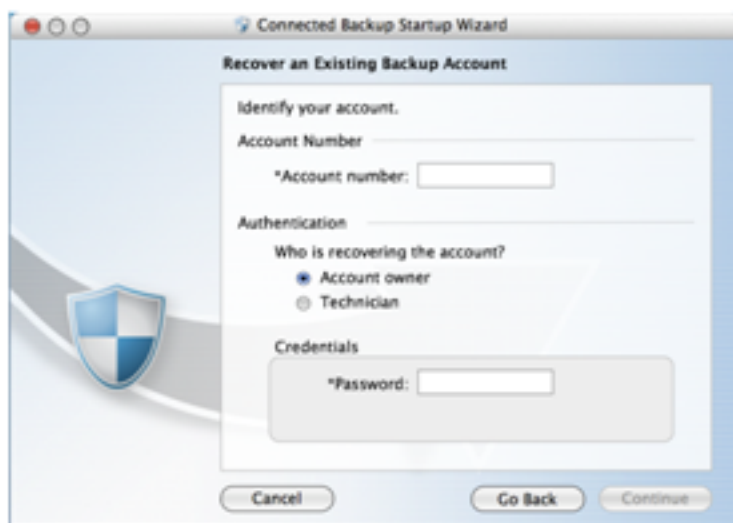 Connected Backup Startup Wizard
Recover an Existing Backup Account
Identify your account.
Account Number
*Account number:
Authentication
Who is recovering the account?
Account owner
Technician
Credentials
*Password:
Cancel
Go Back
Continue